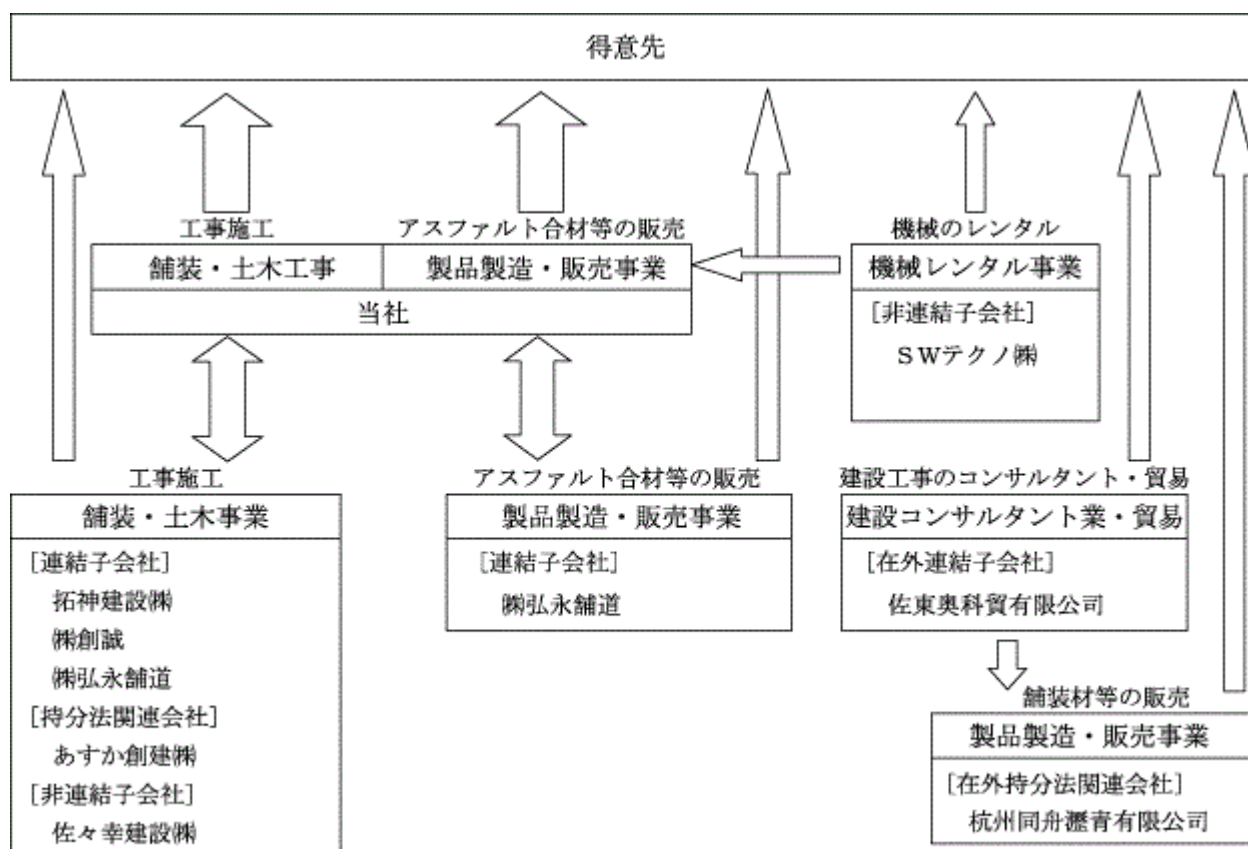 得意先
工事施工
アスファルト合材等の販売
機械のレンタル
舗装・土木工事
製品製造・販売事業
機械レンタル事業
当社
[非連結子会社]
ＳＷテクノ㈱
工事施工
アスファルト合材等の販売
建設工事のコンサルタント・貿易
舗装・土木事業
製品製造・販売事業
建設コンサルタント業・貿易
[連結子会社]
拓神建設㈱
㈱創誠
㈱弘永舗道
[持分法関連会社]
あすか創建㈱
[非連結子会社]
佐々幸建設㈱
[連結子会社]
㈱弘永舗道
[在外連結子会社]
佐東奥科貿有限公司
舗装材等の販売
製品製造・販売事業
[在外持分法関連会社]
杭州同舟瀝青有限公司